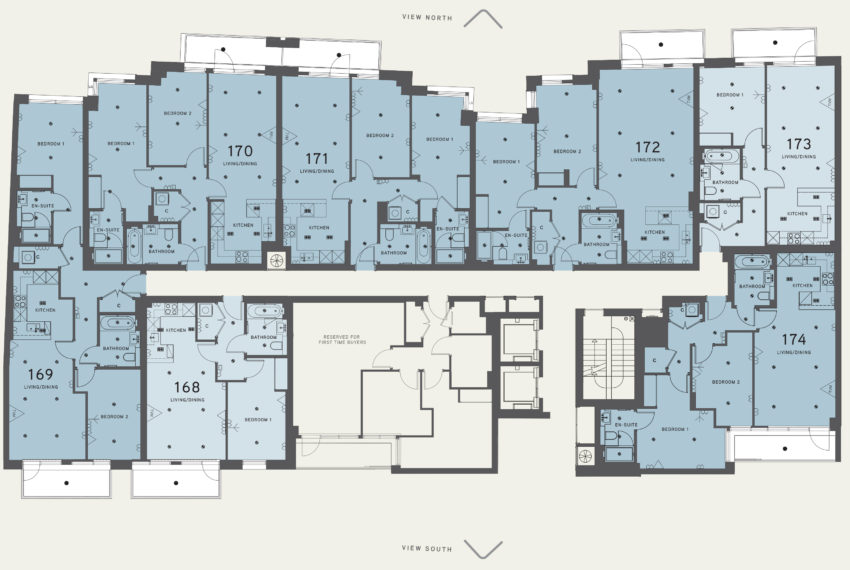 VIEW NORTH
BEDROOM 1
EN-SUITE
C
KITCHEN
BATHROOM
169
LIVING/DINING
BEDROOM 2
BEDROOM 1
BEDROOM 2
170
LIVING/DINING
EN-SUITE
C
BATHROOM
KITCHEN
171
LIVING/DINING
BEDROOM 2
BEDROOM 1
KITCHEN
C
BATHROOM
EN-SUITE
BEDROOM 1
BEDROOM 2
172
LIVING/DINING
EN-SUITE
C
BATHROOM
KITCHEN
BEDROOM 1
173
LIVING/DINING
BATHROOM
C
KITCHEN
KITCHEN
C
BATHROOM
168
LIVING/DINING
BEDROOM 1
RESERVED FOR
FIRST TIME BUYERS
BATHROOM
KITCHEN
C
174
LIVING/DINING
C
BEDROOM 2
EN-SUITE
BEDROOM 1
VIEW SOUTH